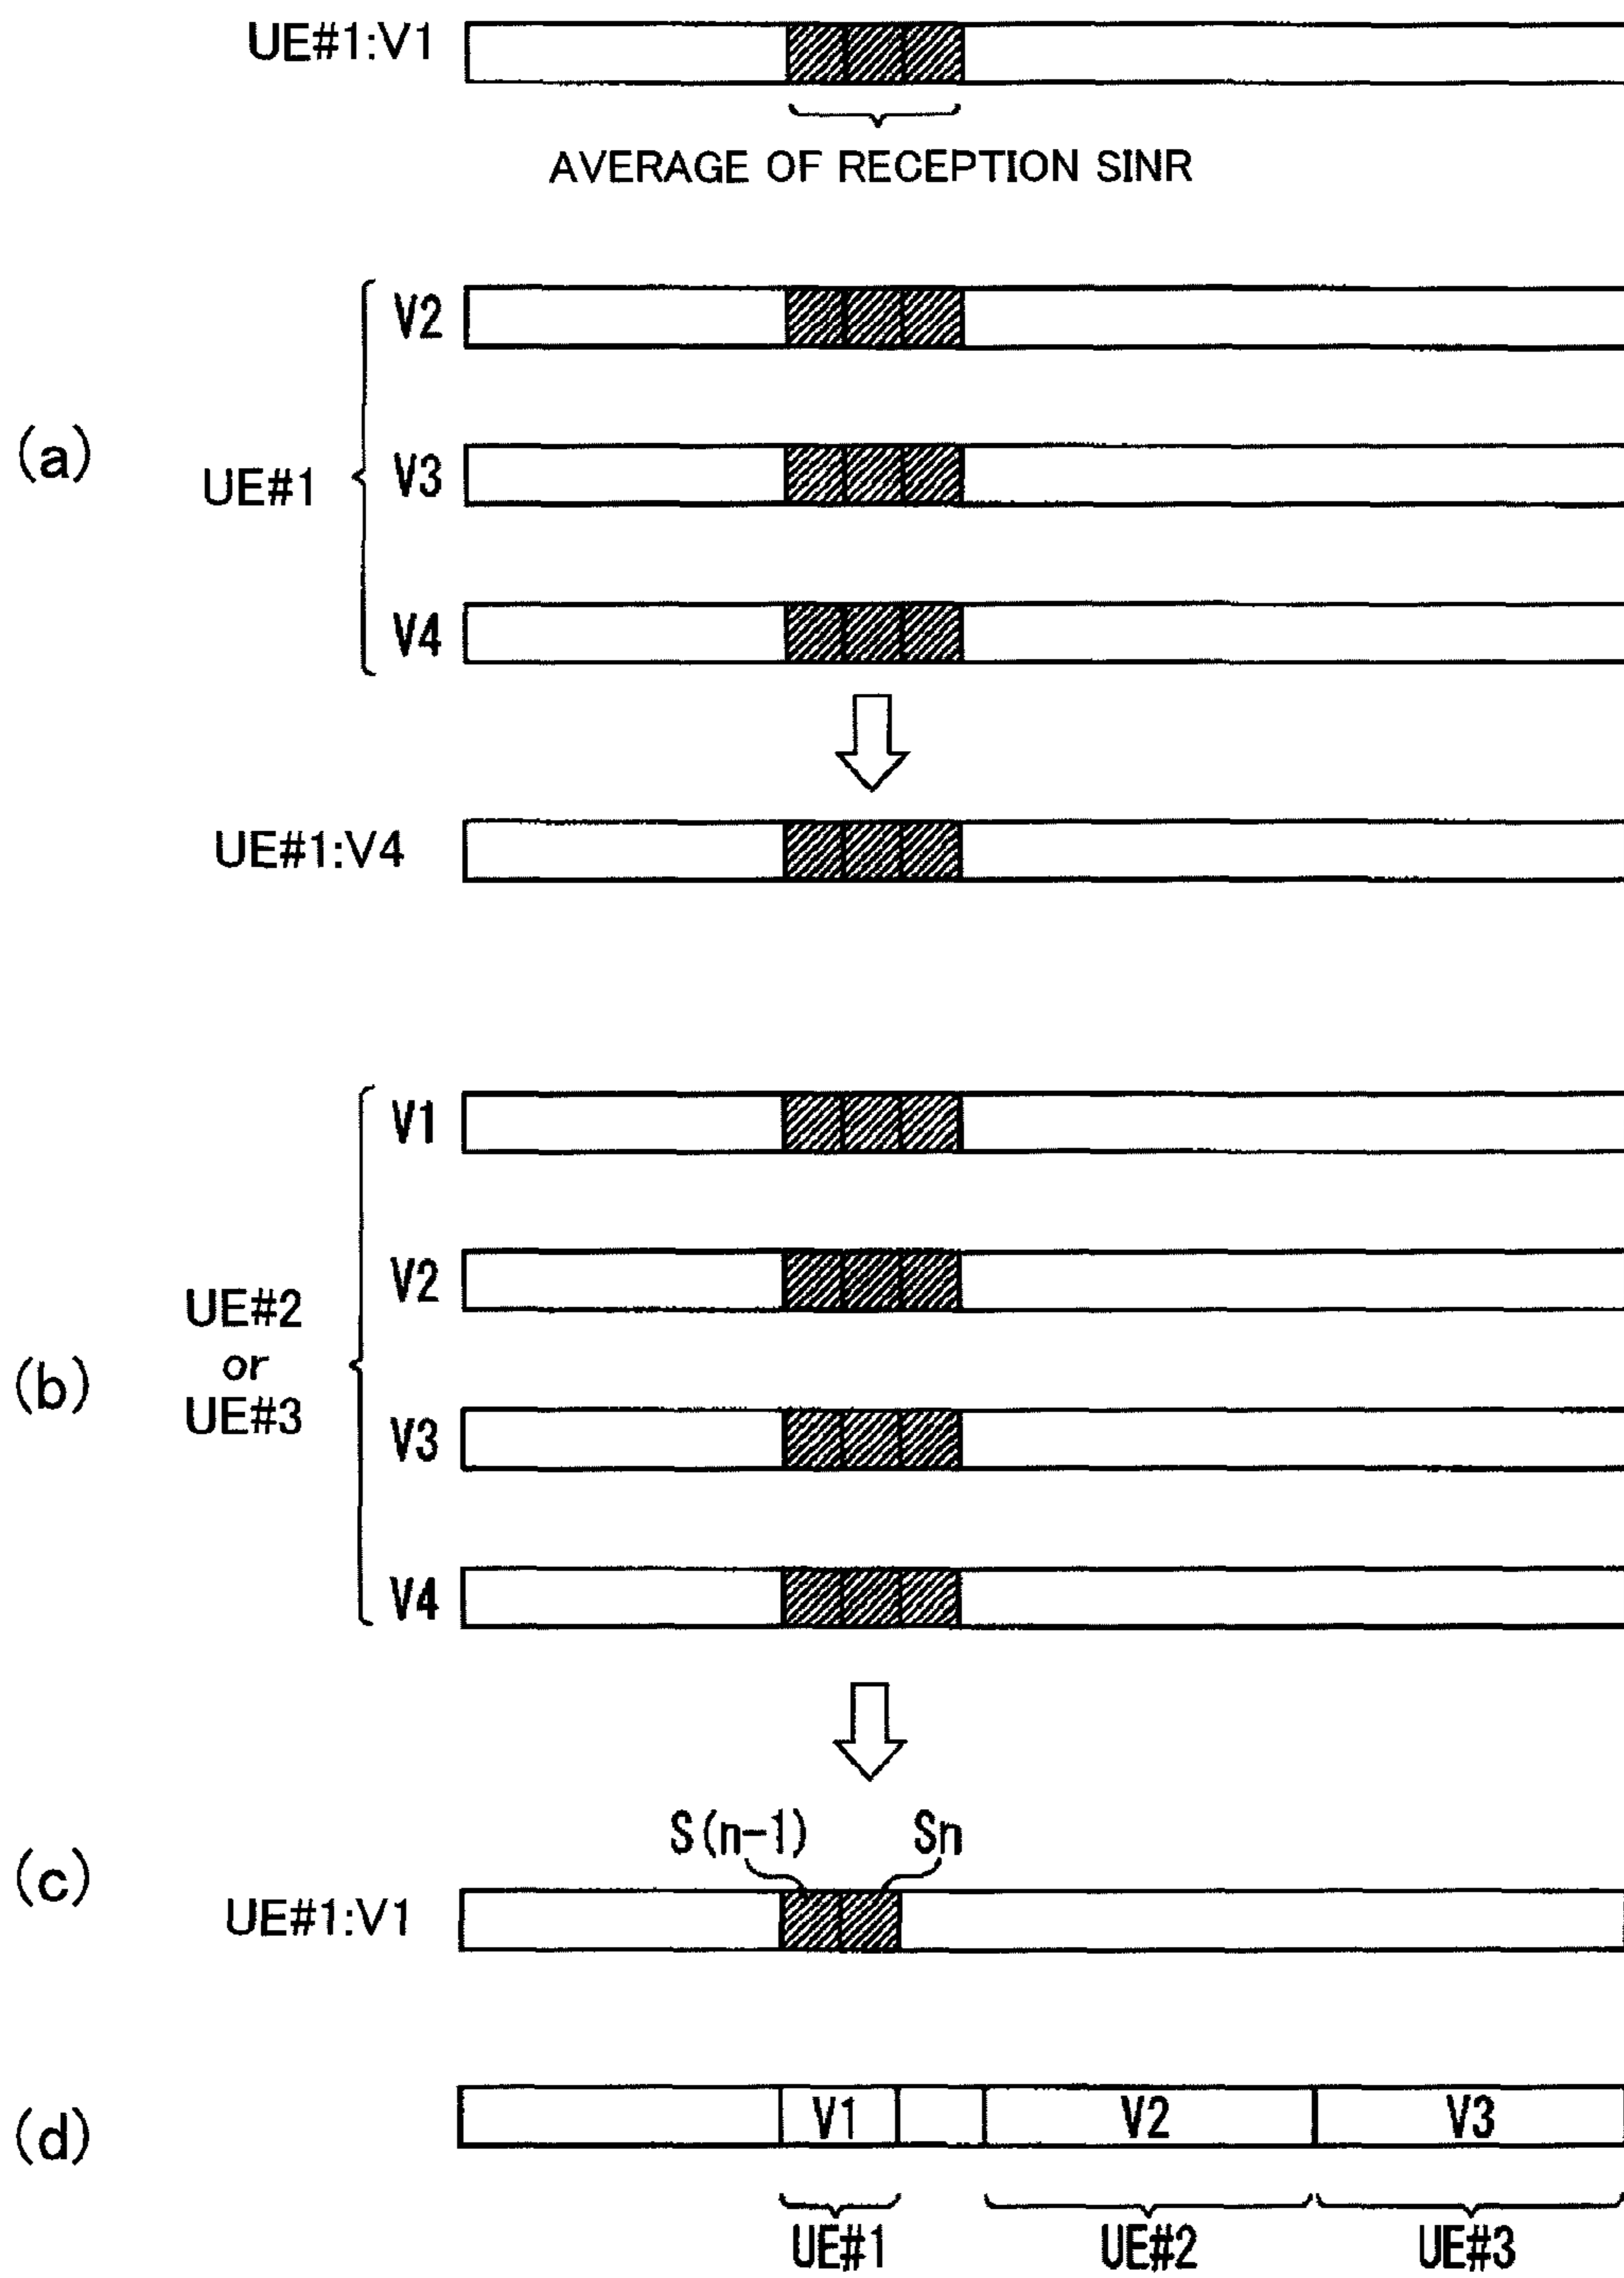 UE#1:V1
AVERAGE OF RECEPTION SINR
(a)
UE#1
V2
V3
V4
UE#1:V4
(b)
UE#2
or
UE#3
V1
V2
V3
V4
(c)
S(n-1) Sn
UE#1:V1
(d)
V1 V2 V3
UE#1 UE#2 UE#3